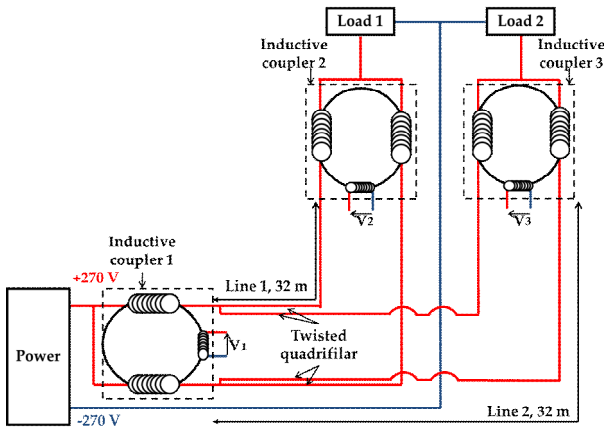 Load 1
Load 2
Inductive
coupler 2
Inductive
coupler 3
V2
V3
Inductive
coupler 1
+270 V
Line 1, 32 m
Power
V1
Twisted
quadrifilar
-270 V
Line 2, 32 m